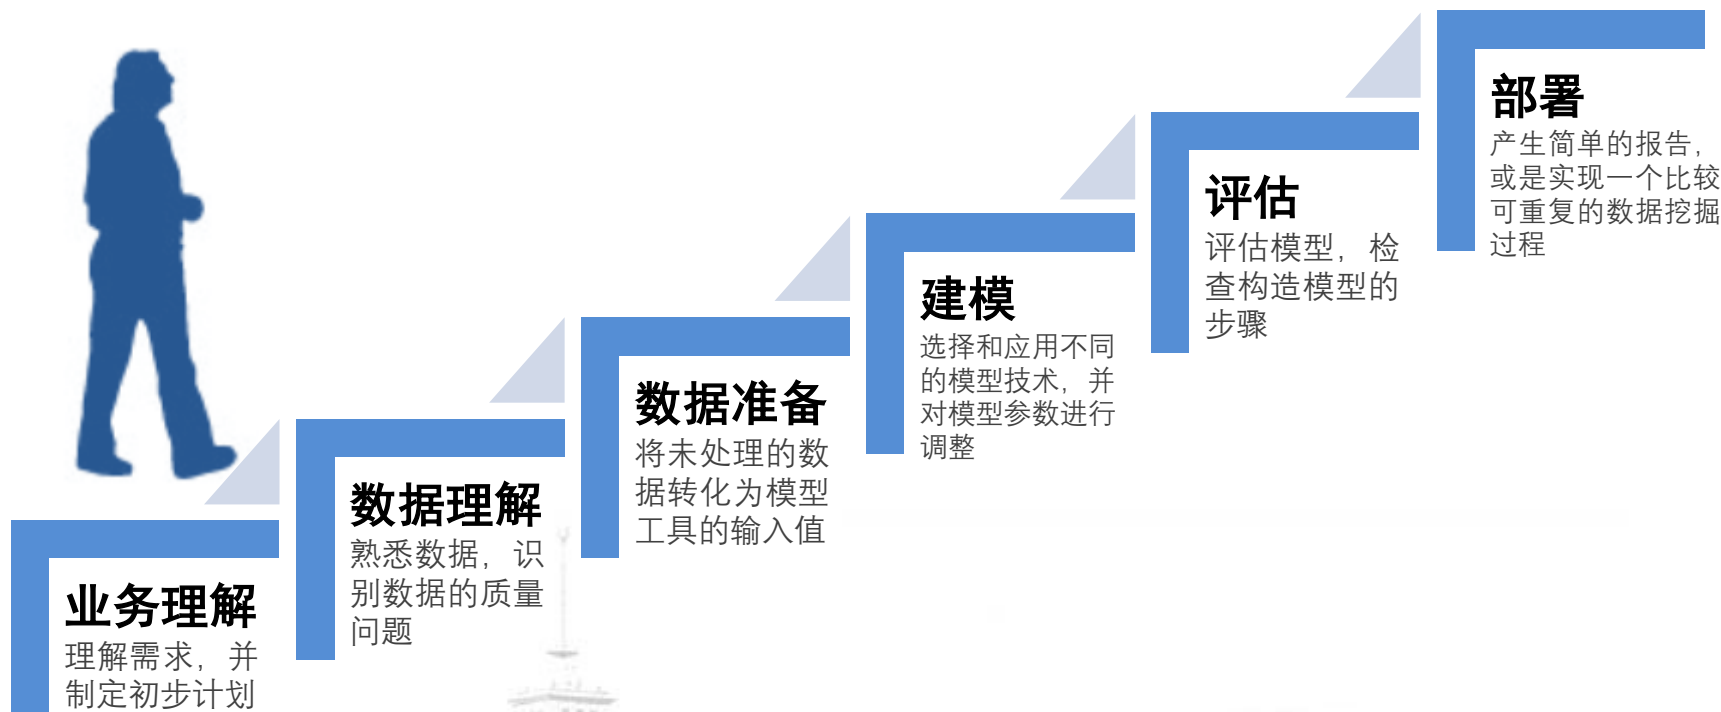 业务理解
理解需求，并
制定初步计划
数据理解
熟悉数据，识
别数据的质量
问题
数据准备
将未处理的数
据转化为模型
工具的输入值
建模
选择和应用不同
的模型技术，并
对模型参数进行
调整
评估
评估模型，检
查构造模型的
步骤
部署
产生简单的报告，
或是实现一个比较
可重复的数据挖掘
过程